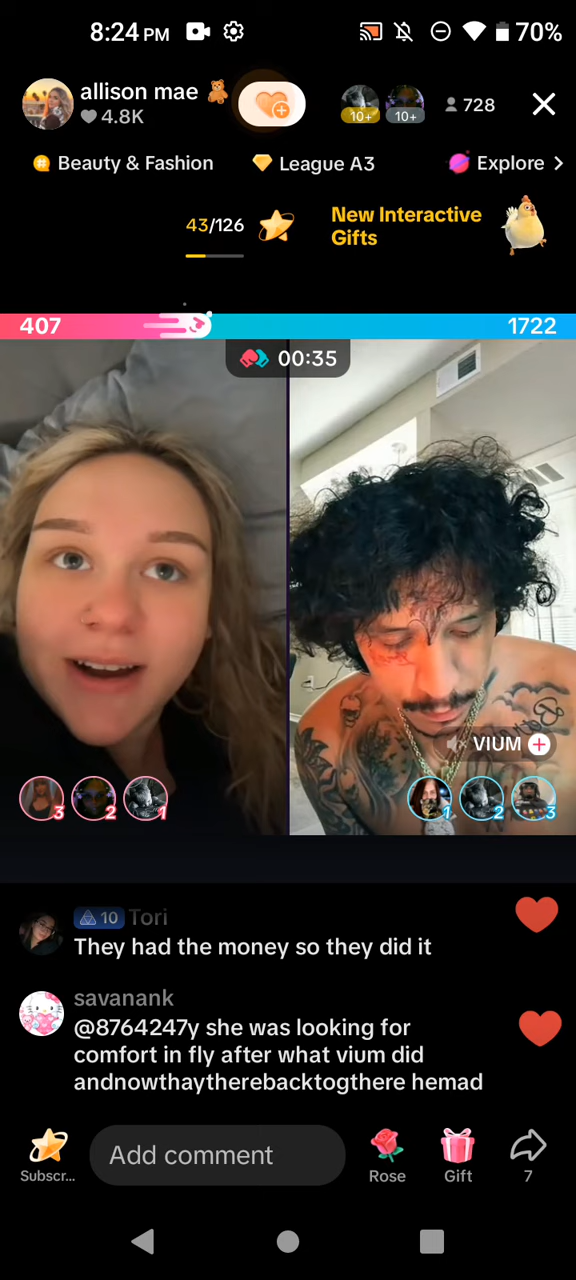 8:24 PM
70%
allison mae 🧸
4.8K
10+
10+
728
Beauty & Fashion
League A3
Explore >
43/126
New Interactive
Gifts
407
1722
00:35
VIUM
3
2
1
1
2
3
10 Tori
They had the money so they did it
savanank
@8764247y she was looking for
comfort in fly after what vium did
andnowthaytherebacktogthere hemad
Subscr...
Add comment
Rose
Gift
7